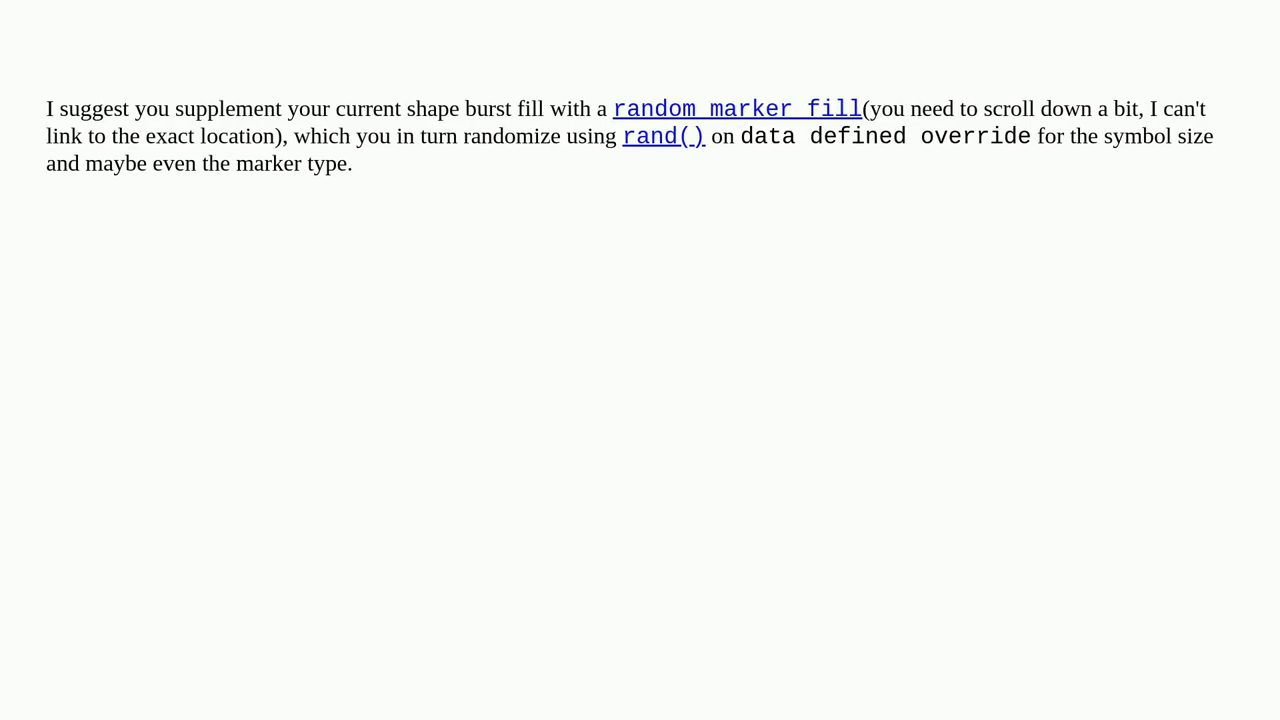 I suggest you supplement your current shape burst fill with a random marker fill(you need to scroll down a bit, I can't
link to the exact location), which you in turn randomize using rand() on data defined override for the symbol size
and maybe even the marker type.